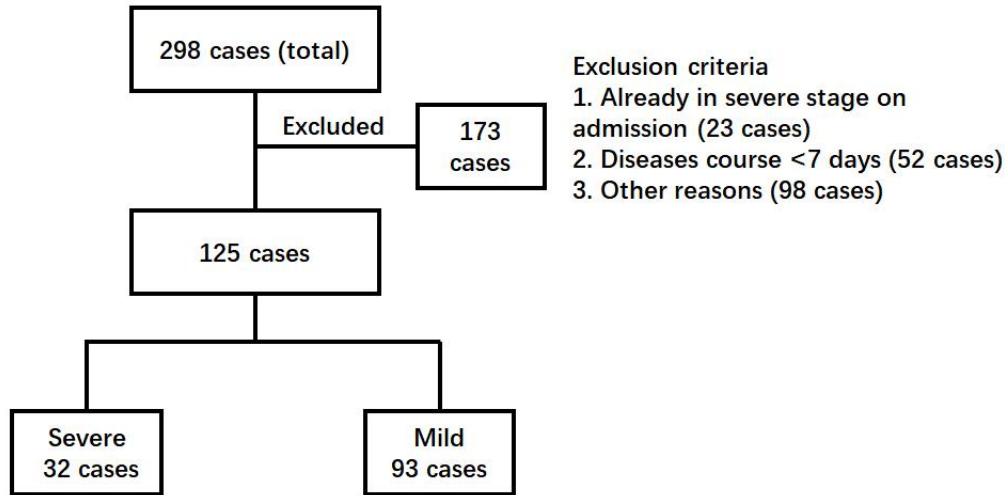 298 cases (total)
Excluded
173
cases
Exclusion criteria
1. Already in severe stage on
admission (23 cases)
2. Diseases course <7 days (52 cases)
3. Other reasons (98 cases)
125 cases
Severe
32 cases
Mild
93 cases